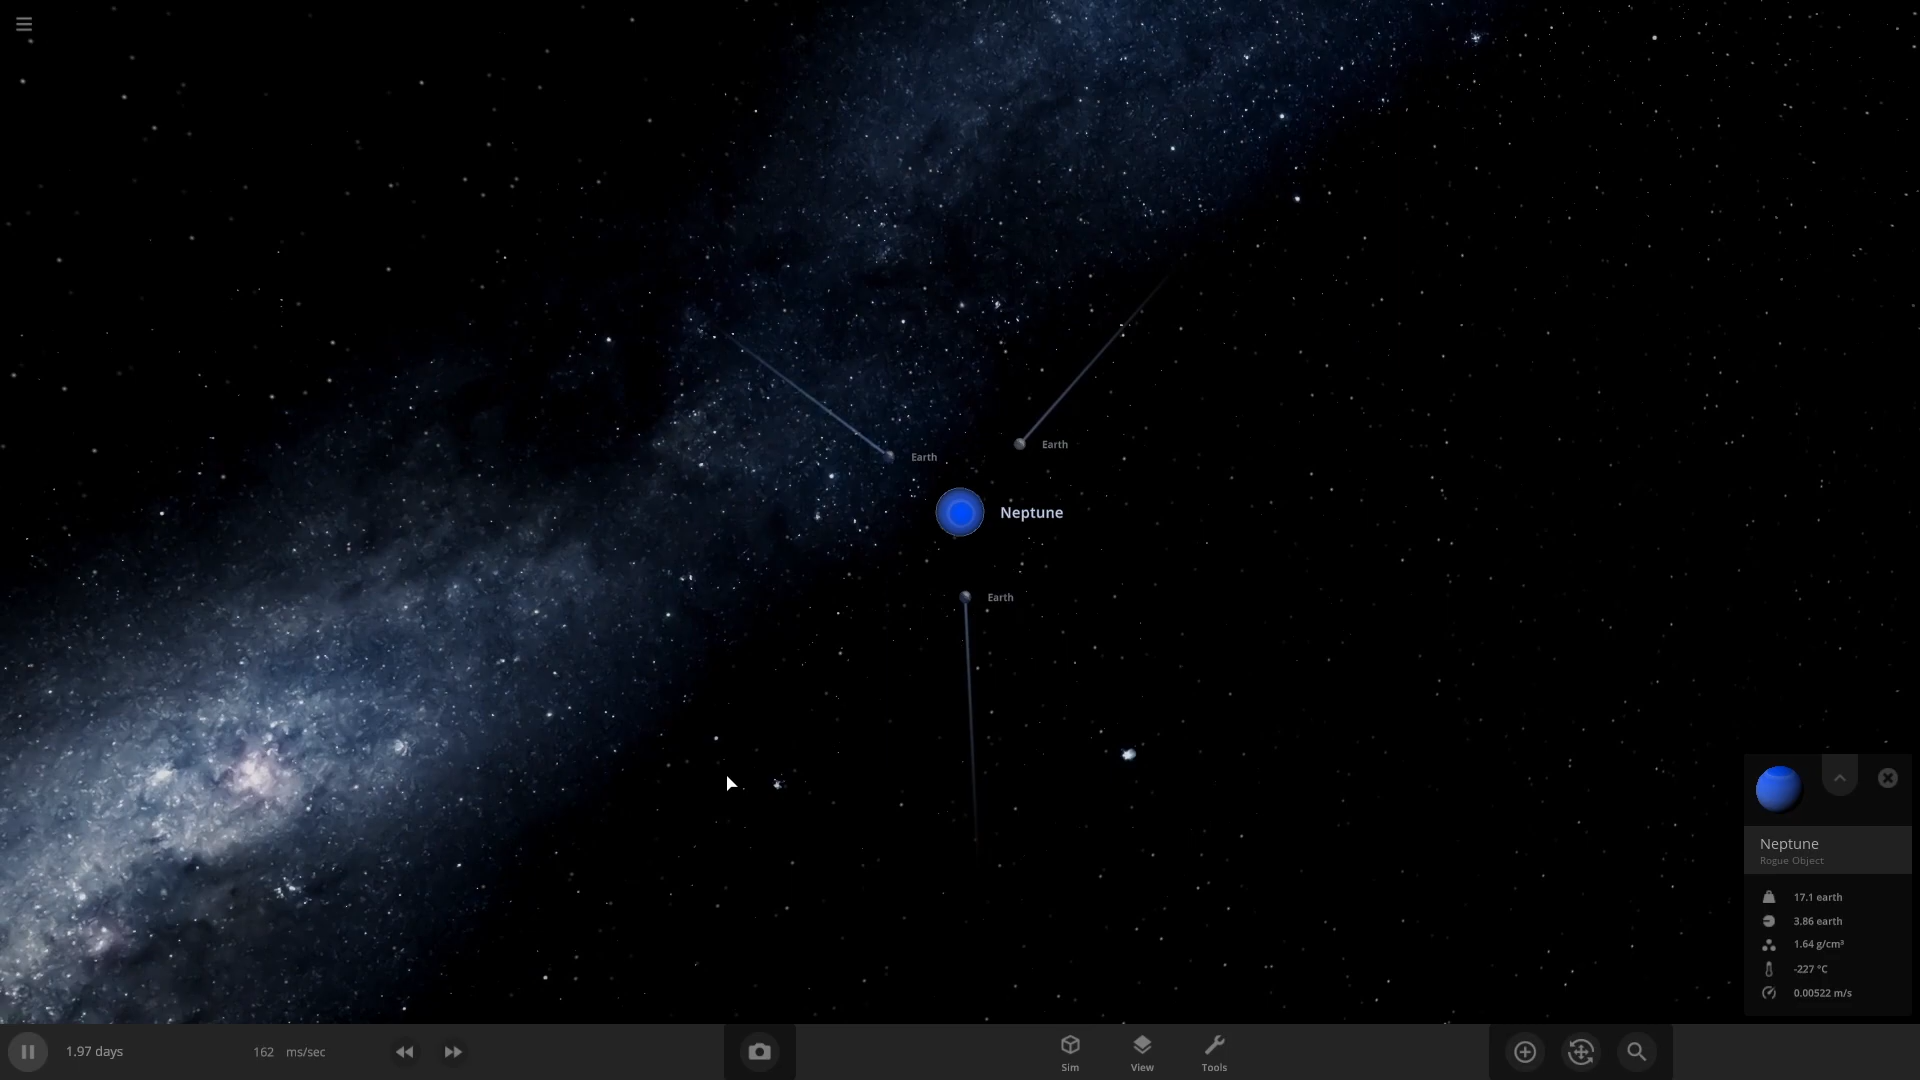 Earth
Earth
Neptune
Earth
Neptune
Rogue Object
17.1 earth
3.86 earth
1.64 g/cm³
-227 °C
0.00522 m/s
1.97 days
162 ms/sec
Sim
View
Tools